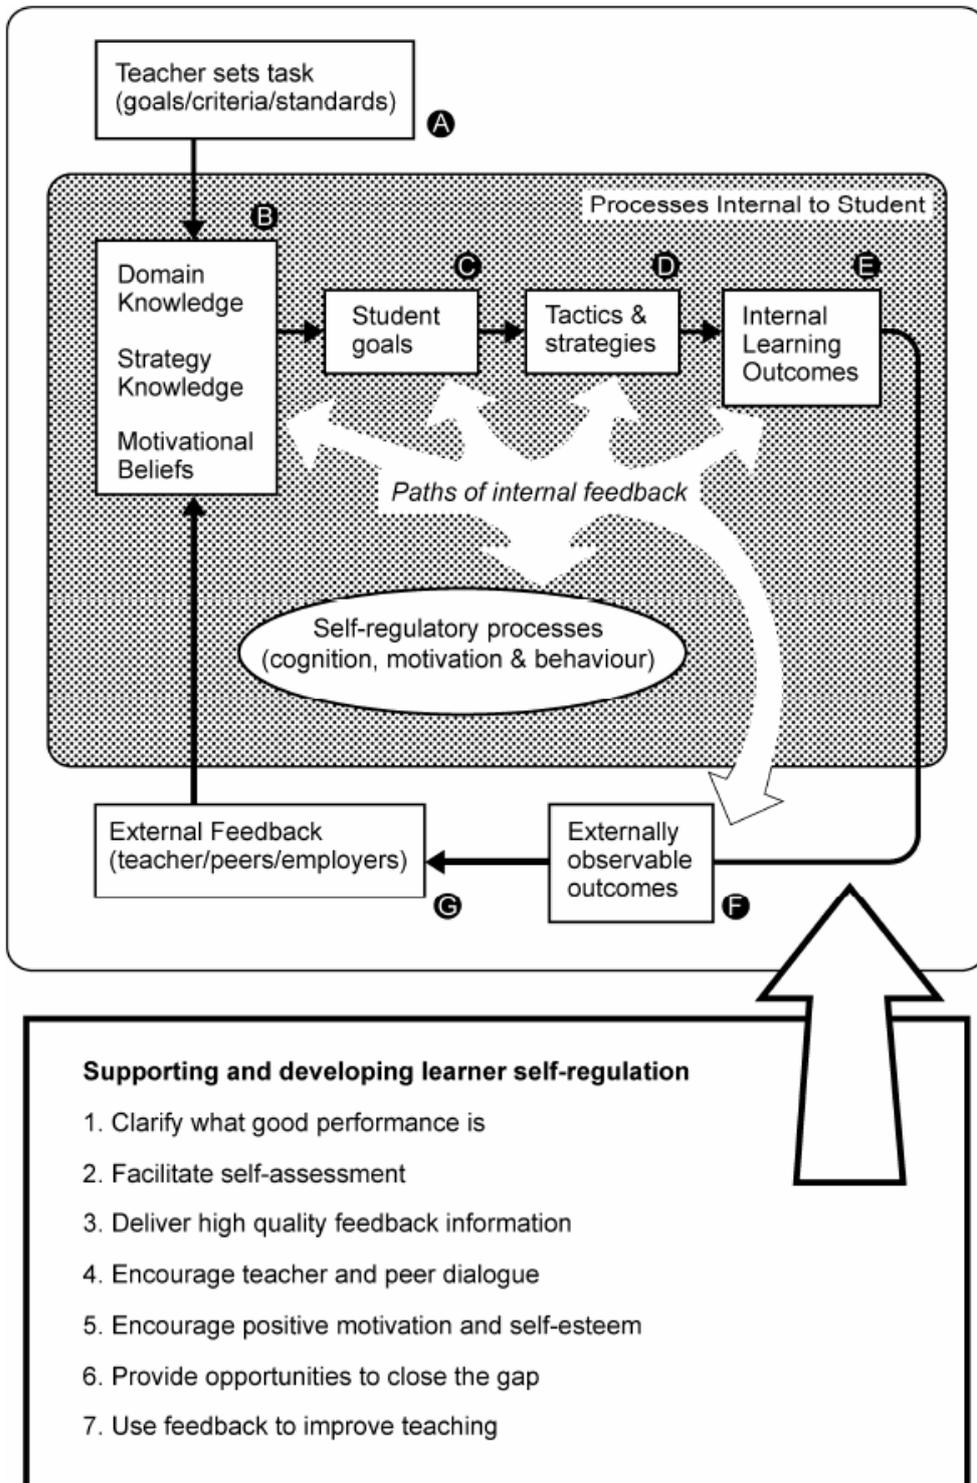 Teacher sets task
(goals/criteria/standards)
A
Processes Internal to Student
B
Domain
Knowledge
Strategy
Knowledge
Motivational
Beliefs
C
Student
goals
D
Tactics &
strategies
E
Internal
Learning
Outcomes
Paths of internal feedback
Self-regulatory processes
(cognition, motivation & behaviour)
External Feedback
(teacher/peers/employers)
G
Externally
observable
outcomes
F
Supporting and developing learner self-regulation
1. Clarify what good performance is
2. Facilitate self-assessment
3. Deliver high quality feedback information
4. Encourage teacher and peer dialogue
5. Encourage positive motivation and self-esteem
6. Provide opportunities to close the gap
7. Use feedback to improve teaching